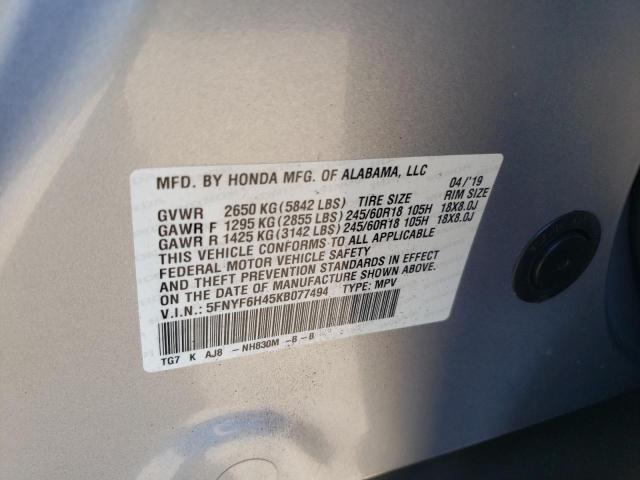 MFD. BY HONDA MFG. OF ALABAMA, LLC 04/'19
GVWR 2650 KG(5842 LBS) TIRE SIZE RIM SIZE
GAWR F 1295 KG(2855 LBS)245/60R18 105H 18X8.0J
GAWR R 1425 KG(3142 LBS)245/60R18 105H 18X8.0J
THIS VEHICLE CONFORMS TO ALL APPLICABLE
FEDERAL MOTOR VEHICLE SAFETY
AND THEFT PREVENTION STANDARDS IN EFFECT
ON THE DATE OF MANUFACTURE SHOWN ABOVE.
V.I.N.: 5FNYF6H45KB077494 TYPE: MPV
TG7 K AJ8 -NH830M -B-B